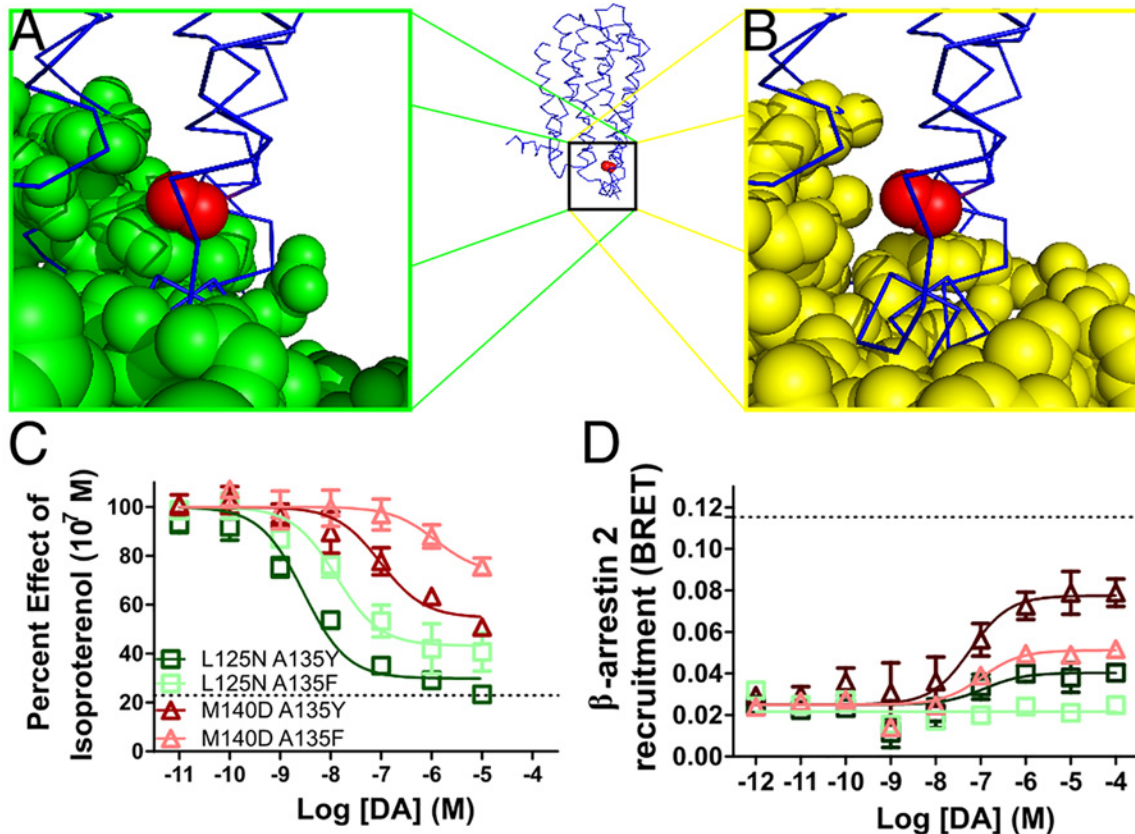 A
B
C
Percent Effect of
Isoproterenol (10⁷ M)
100
80
60
40
20
0
L125N A135Y
L125N A135F
M140D A135Y
M140D A135F
-11 -10 -9 -8 -7 -6 -5 -4
Log [DA] (M)
D
β-arrestin 2
recruitment (BRET)
0.12
0.10
0.08
0.06
0.04
0.02
0.00
-12 -11 -10 -9 -8 -7 -6 -5 -4
Log [DA] (M)